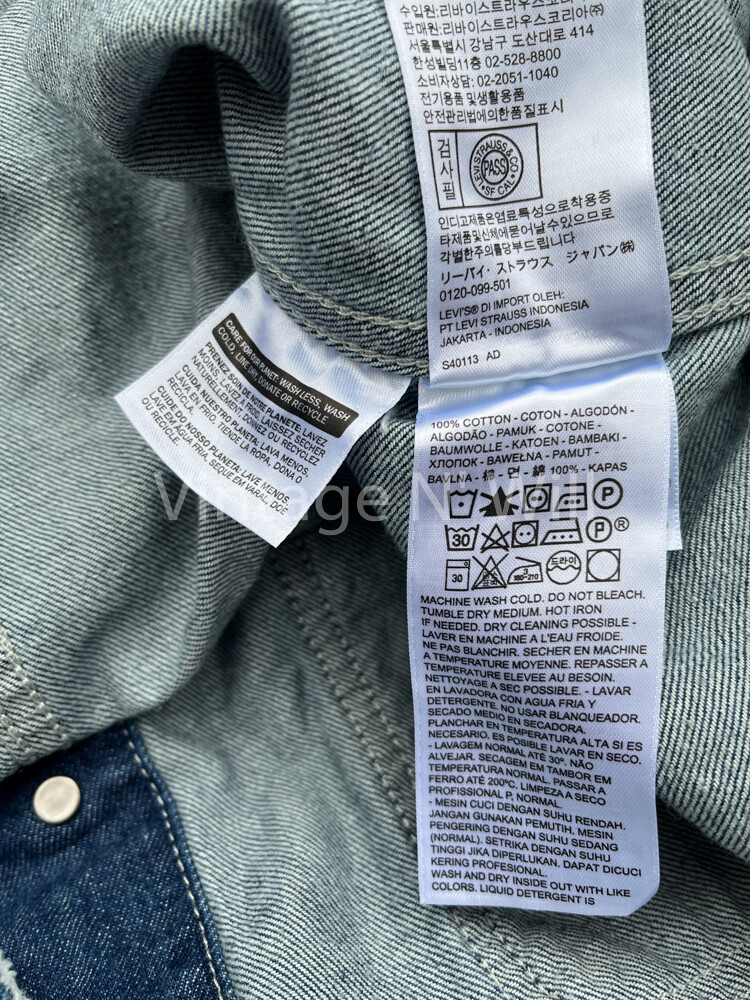 수입원:리바이스트라우스코리아㈜
판매원:리바이스트라우스코리아㈜
서울특별시 강남구 도산대로 414
한성빌딩11층 02-528-8800
소비자상담: 02-2051-1040
전기용품및생활용품
안전관리법에의한품질표시
검사필
LEVI STRAUSS & CO.
PASS
SF CAL
인디고제품은염료특성으로착용중
타제품및신체에묻어날수있으므로
각별한주의를당부드립니다
リーバイ・ストラウス ジャパン㈱
0120-099-501
LEVI'S® DI IMPORT OLEH:
PT LEVI STRAUSS INDONESIA
JAKARTA - INDONESIA
S40113 AD
CARE FOR OUR PLANET: WASH LESS, WASH
COLD, LINE DRY, DONATE OR RECYCLE
PRENEZ SOIN DE NOTRE PLANETE: LAVEZ
MOINS, LAVEZ A FROID, LAISSEZ SECHER
NATURELLEMENT, DONNEZ OU RECYCLEZ
CUIDA NUESTRO PLANETA: LAVA MENOS,
LAVA EN FRIO, TIENDE LA ROPA, DONA O
RECICLA.
CUIDE DO NOSSO PLANETA: LAVE MENOS,
LAVE EM ÁGUA FRIA, SEQUE EM VARAL, DOE
OU RECICLE.
100% COTTON - COTON - ALGODÓN -
ALGODÃO - PAMUK - COTONE -
BAUMWOLLE - KATOEN - BAMBAKI -
ХЛОПОК - BAWEŁNA - PAMUT -
BAVLNA - 棉 - 면 - 綿 100% - KAPAS
P
30 P ®
30 3 180~210 드라이
MACHINE WASH COLD. DO NOT BLEACH.
TUMBLE DRY MEDIUM. HOT IRON
IF NEEDED. DRY CLEANING POSSIBLE -
LAVER EN MACHINE A L'EAU FROIDE.
NE PAS BLANCHIR. SECHER EN MACHINE
A TEMPERATURE MOYENNE. REPASSER A
TEMPERATURE ELEVEE AU BESOIN.
NETTOYAGE A SEC POSSIBLE. - LAVAR
EN LAVADORA CON AGUA FRIA Y
DETERGENTE. NO USAR BLANQUEADOR.
SECADO MEDIO EN SECADORA.
PLANCHAR EN TEMPERATURA ALTA SI ES
NECESARIO. ES POSIBLE LAVAR EN SECO.
- LAVAGEM NORMAL ATÉ 30º. NÃO
ALVEJAR. SECAGEM EM TAMBOR EM
TEMPERATURA NORMAL. PASSAR A
FERRO ATÉ 200ºC. LIMPEZA A SECO
PROFISSIONAL P, NORMAL.
- MESIN CUCI DENGAN SUHU RENDAH.
JANGAN GUNAKAN PEMUTIH. MESIN
PENGERING DENGAN SUHU SEDANG
(NORMAL). SETRIKA DENGAN SUHU
TINGGI JIKA DIPERLUKAN. DAPAT DICUCI
KERING PROFESIONAL.
WASH AND DRY INSIDE OUT WITH LIKE
COLORS. LIQUID DETERGENT IS
Vintage N Will